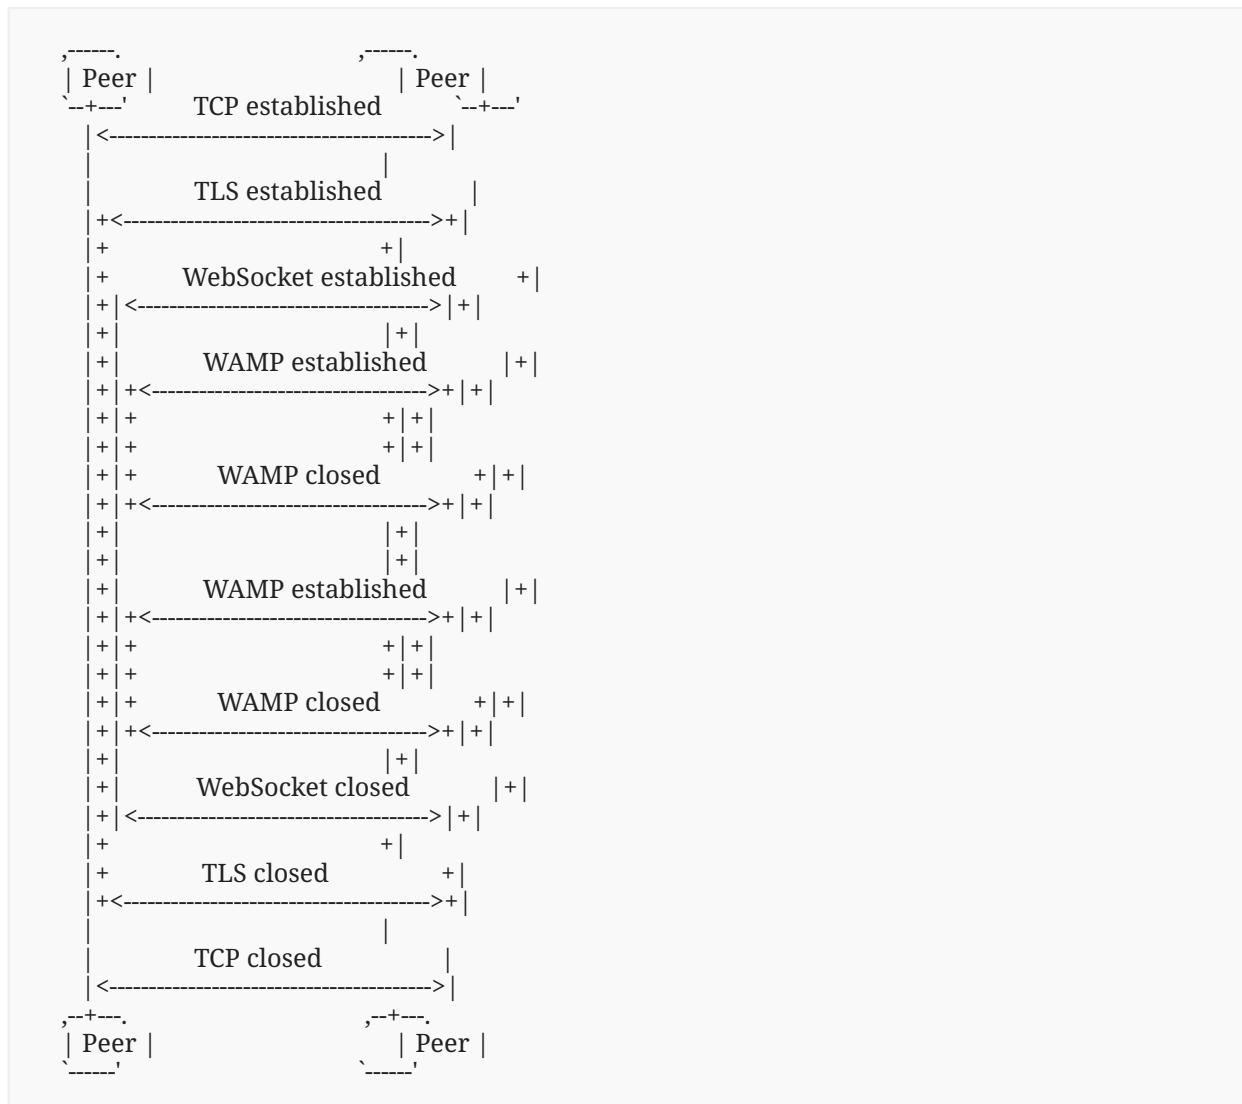 ,------.                                    ,------.
| Peer |                                    | Peer |
`--+---'          TCP established           `--+---'
   |<----------------------------------------->|
   |                                           |
   |              TLS established              |
   |+<--------------------------------------->+|
   |+                                         +|
   |+           WebSocket established         +|
   |+|<------------------------------------->|+|
   |+|                                       |+|
   |+|            WAMP established           |+|
   |+|+<----------------------------------->+|+|
   |+|+                                     +|+|
   |+|+                                     +|+|
   |+|+             WAMP closed             +|+|
   |+|+<----------------------------------->+|+|
   |+|                                       |+|
   |+|                                       |+|
   |+|            WAMP established           |+|
   |+|+<----------------------------------->+|+|
   |+|+                                     +|+|
   |+|+                                     +|+|
   |+|+             WAMP closed             +|+|
   |+|+<----------------------------------->+|+|
   |+|                                       |+|
   |+|           WebSocket closed            |+|
   |+|<------------------------------------->|+|
   |+                                         +|
   |+              TLS closed                 +|
   |+<--------------------------------------->+|
   |                                           |
   |               TCP closed                  |
   |<----------------------------------------->|
,--+---.                                    ,--+---.
| Peer |                                    | Peer |
`------'                                    `------'